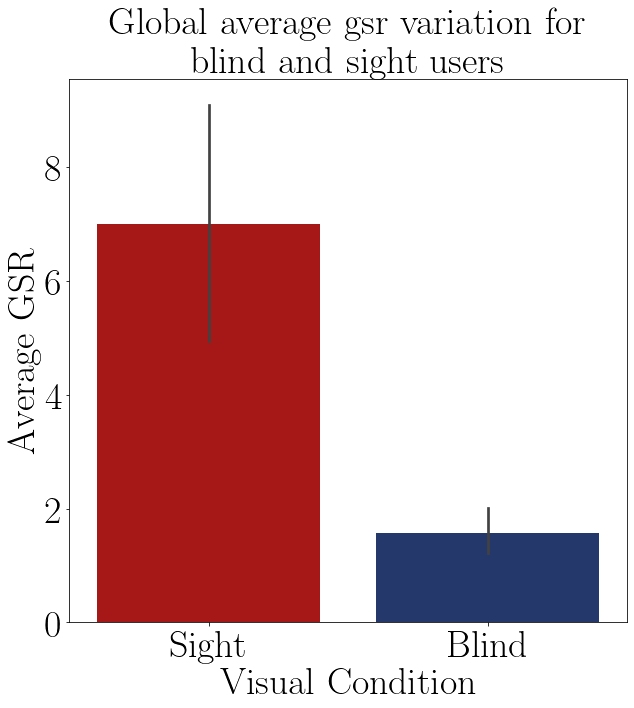 Global average gsr variation for
blind and sight users
Average GSR
8
6
4
2
0
Sight Blind
Visual Condition